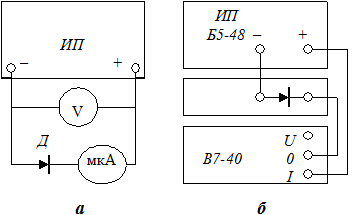 ИП
– +
V
Д
мкА
а
ИП
Б5-48 – +
U
В7-40 0
I
б